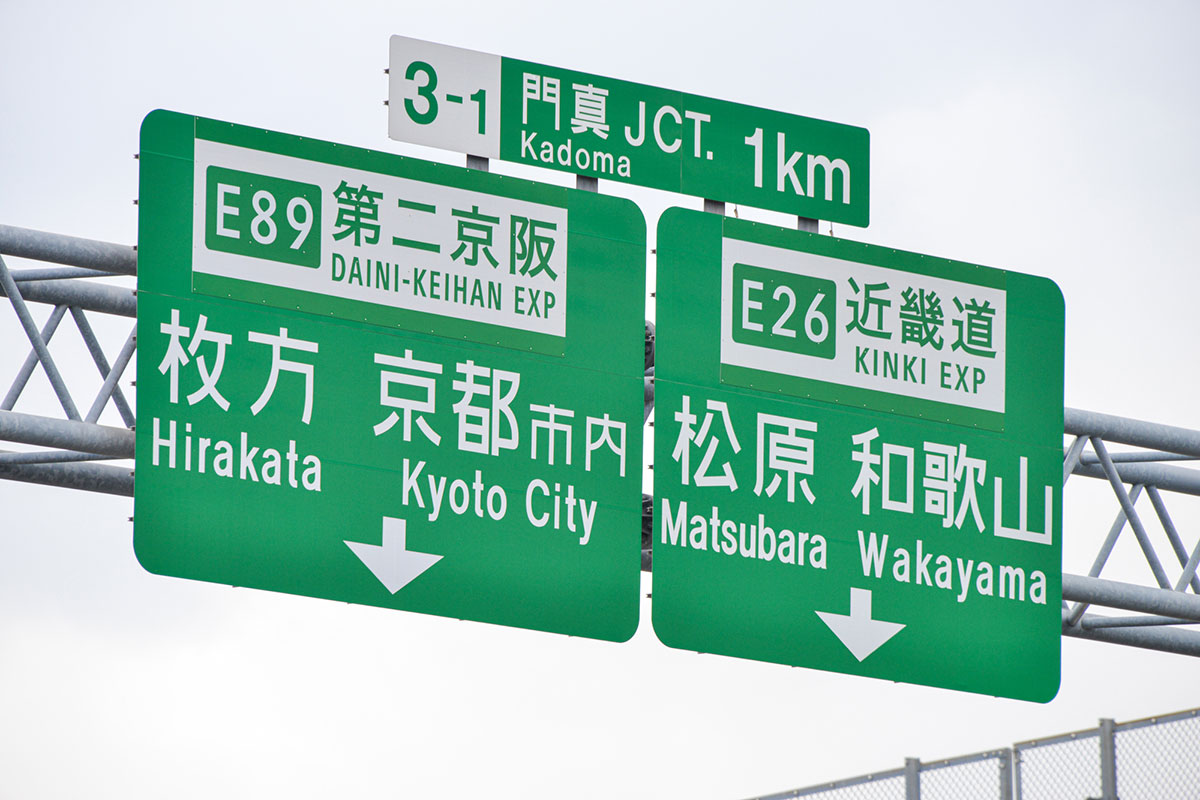 3-1 門真 JCT. 1km
Kadoma
E89 第二京阪
DAINI-KEIHAN EXP
枚方 京都市内
Hirakata Kyoto City
E26 近畿道
KINKI EXP
松原 和歌山
Matsubara Wakayama